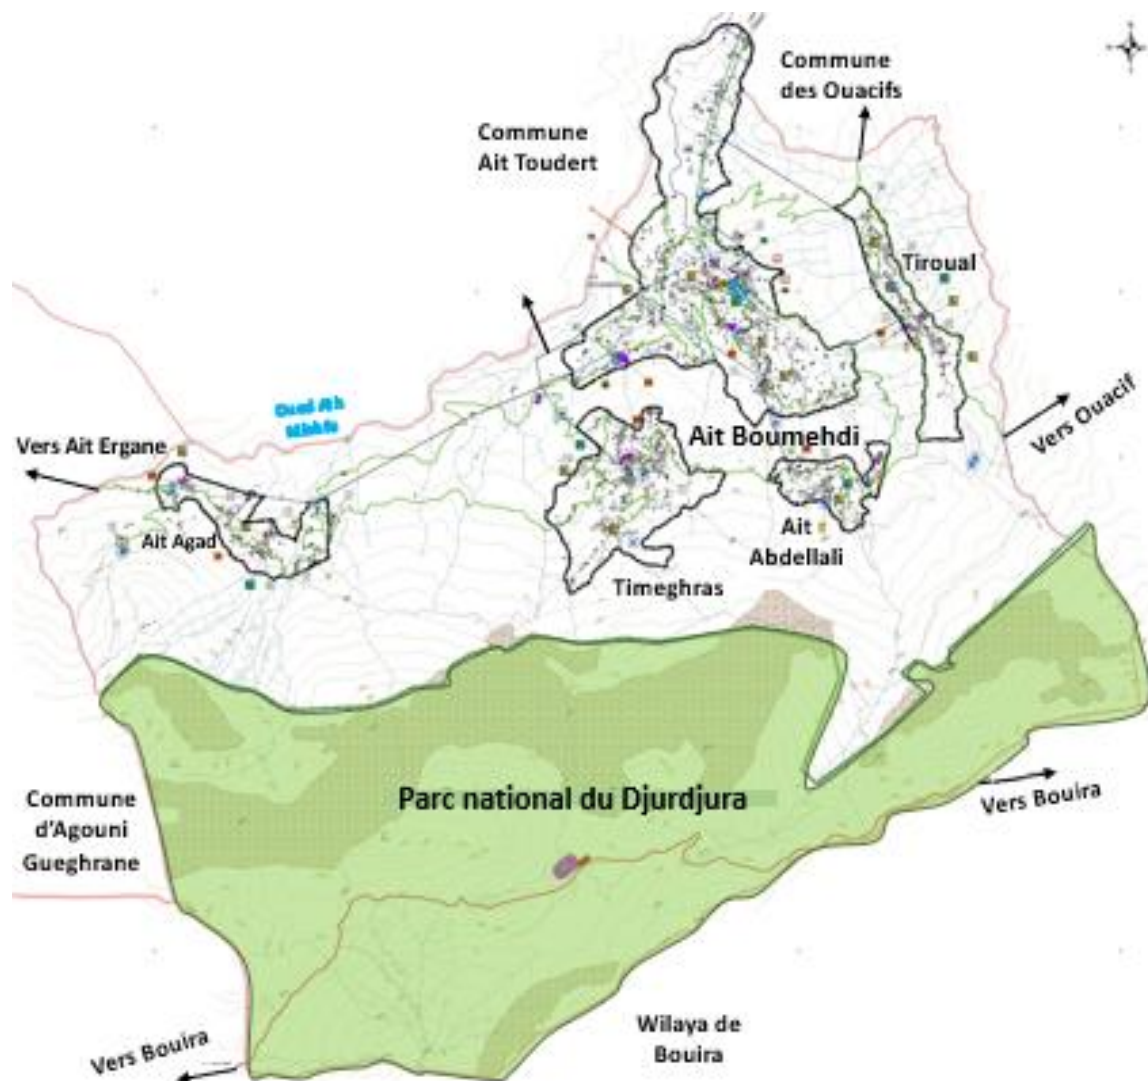 Commune
des Ouacifs
Commune
Ait Toudert
Tiroual
Vers Ouacif
Vers Ait Ergane
Ait Boumehdi
Ait Agad
Ait
Abdellali
Timeghras
Parc national du Djurdjura
Vers Bouira
Commune
d'Agouni
Gueghrane
Wilaya de
Bouira
Vers Bouira